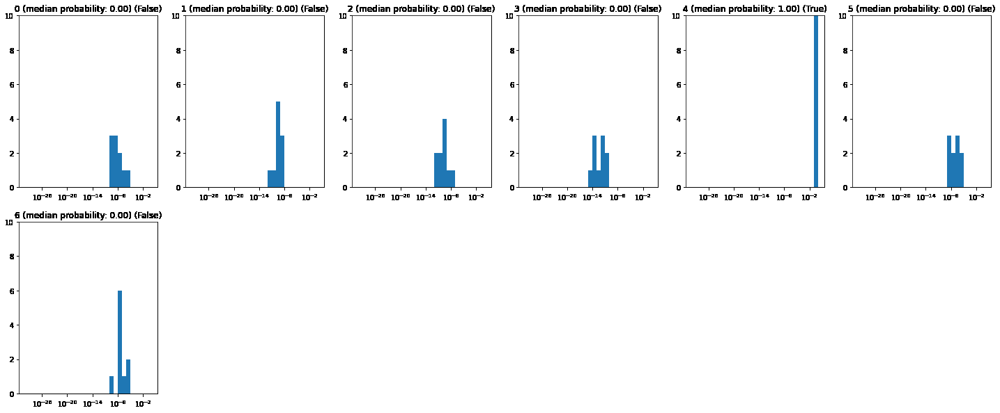 0 (median probability: 0.00) (False)
1 (median probability: 0.00) (False)
2 (median probability: 0.00) (False)
3 (median probability: 0.00) (False)
4 (median probability: 1.00) (True)
5 (median probability: 0.00) (False)
10 8 6 4 2 0
10 8 6 4 2 0
10 8 6 4 2 0
10 8 6 4 2 0
10 8 6 4 2 0
10 8 6 4 2 0
10⁻²⁶ 10⁻²⁰ 10⁻¹⁴ 10⁻⁸ 10⁻²
10⁻²⁶ 10⁻²⁰ 10⁻¹⁴ 10⁻⁸ 10⁻²
10⁻²⁶ 10⁻²⁰ 10⁻¹⁴ 10⁻⁸ 10⁻²
10⁻²⁶ 10⁻²⁰ 10⁻¹⁴ 10⁻⁸ 10⁻²
10⁻²⁶ 10⁻²⁰ 10⁻¹⁴ 10⁻⁸ 10⁻²
10⁻²⁶ 10⁻²⁰ 10⁻¹⁴ 10⁻⁸ 10⁻²
6 (median probability: 0.00) (False)
10 8 6 4 2 0
10⁻²⁶ 10⁻²⁰ 10⁻¹⁴ 10⁻⁸ 10⁻²